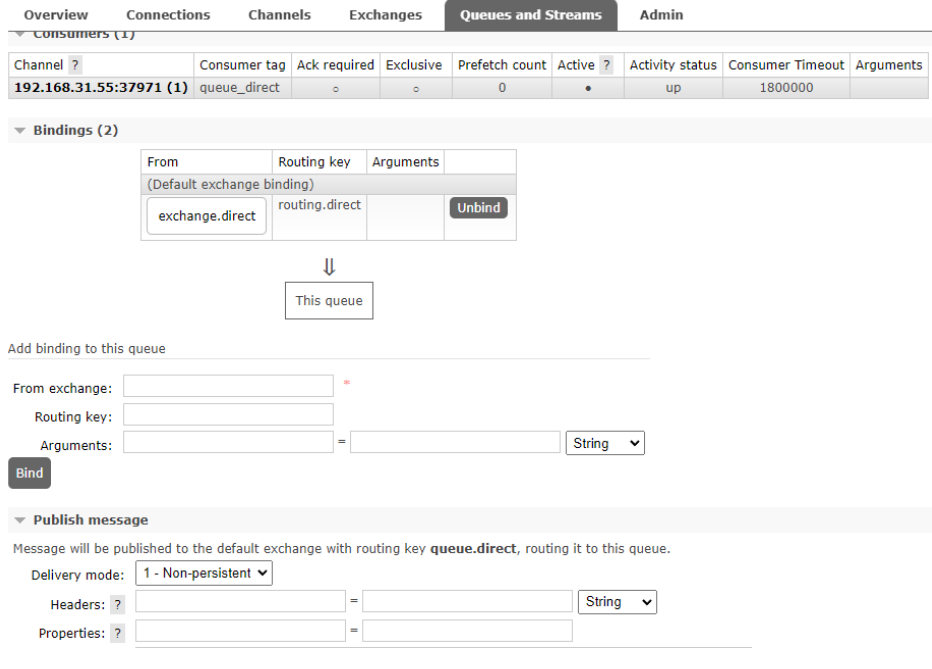 Overview Connections Channels Exchanges Queues and Streams Admin
Consumers (1)
Channel ? Consumer tag Ack required Exclusive Prefetch count Active ? Activity status Consumer Timeout Arguments
192.168.31.55:37971 (1) queue_direct ○ ○ 0 ● up 1800000
Bindings (2)
From Routing key Arguments
(Default exchange binding)
exchange.direct routing.direct Unbind
⇓
This queue
Add binding to this queue
From exchange: *
Routing key:
Arguments: = String
Bind
Publish message
Message will be published to the default exchange with routing key queue.direct, routing it to this queue.
Delivery mode: 1 - Non-persistent
Headers: ? = String
Properties: ? =